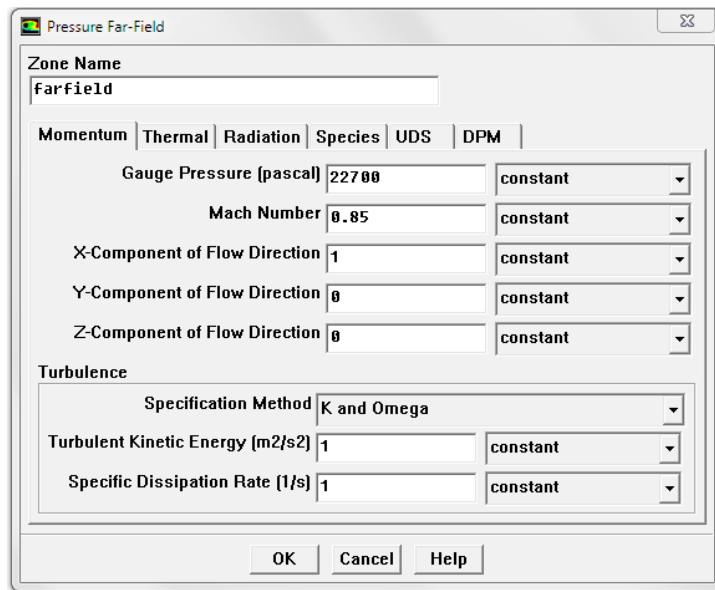 Pressure Far-Field
Zone Name
farfield
Momentum Thermal Radiation Species UDS DPM
Gauge Pressure (pascal) 22700 constant
Mach Number 0.85 constant
X-Component of Flow Direction 1 constant
Y-Component of Flow Direction 0 constant
Z-Component of Flow Direction 0 constant
Turbulence
Specification Method K and Omega
Turbulent Kinetic Energy (m2/s2) 1 constant
Specific Dissipation Rate (1/s) 1 constant
OK Cancel Help